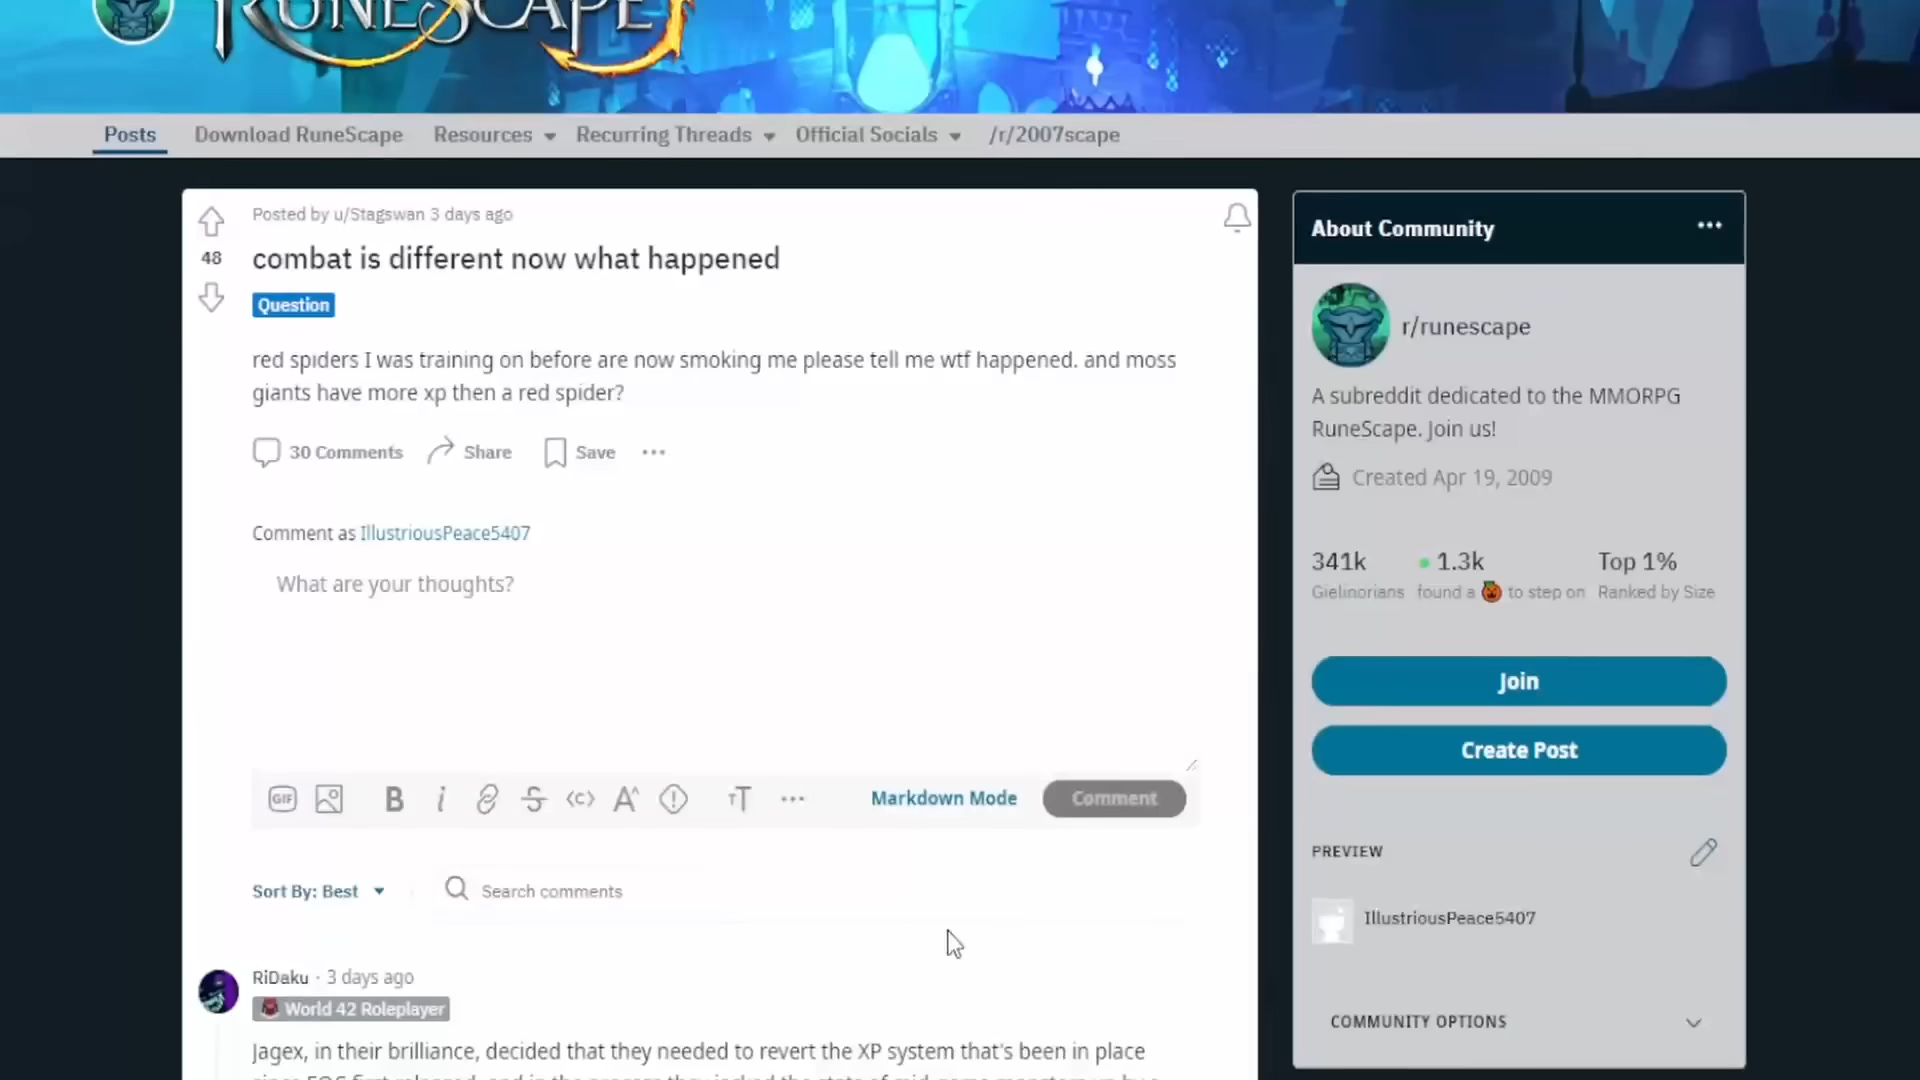 RUNESCAPE
Posts Download RuneScape Resources Recurring Threads Official Socials /r/2007scape
Posted by u/Stagswan 3 days ago
48
combat is different now what happened
Question
red spiders I was training on before are now smoking me please tell me wtf happened. and moss
giants have more xp then a red spider?
30 Comments Share Save
Comment as IllustriousPeace5407
What are your thoughts?
GIF B i <c> A TT Markdown Mode Comment
Sort By: Best Search comments
RiDaku · 3 days ago
World 42 Roleplayer
Jagex, in their brilliance, decided that they needed to revert the XP system that's been in place
About Community
r/runescape
A subreddit dedicated to the MMORPG
RuneScape. Join us!
Created Apr 19, 2009
341k 1.3k Top 1%
Gielinorians found a 🎃 to step on Ranked by Size
Join
Create Post
PREVIEW
IllustriousPeace5407
COMMUNITY OPTIONS